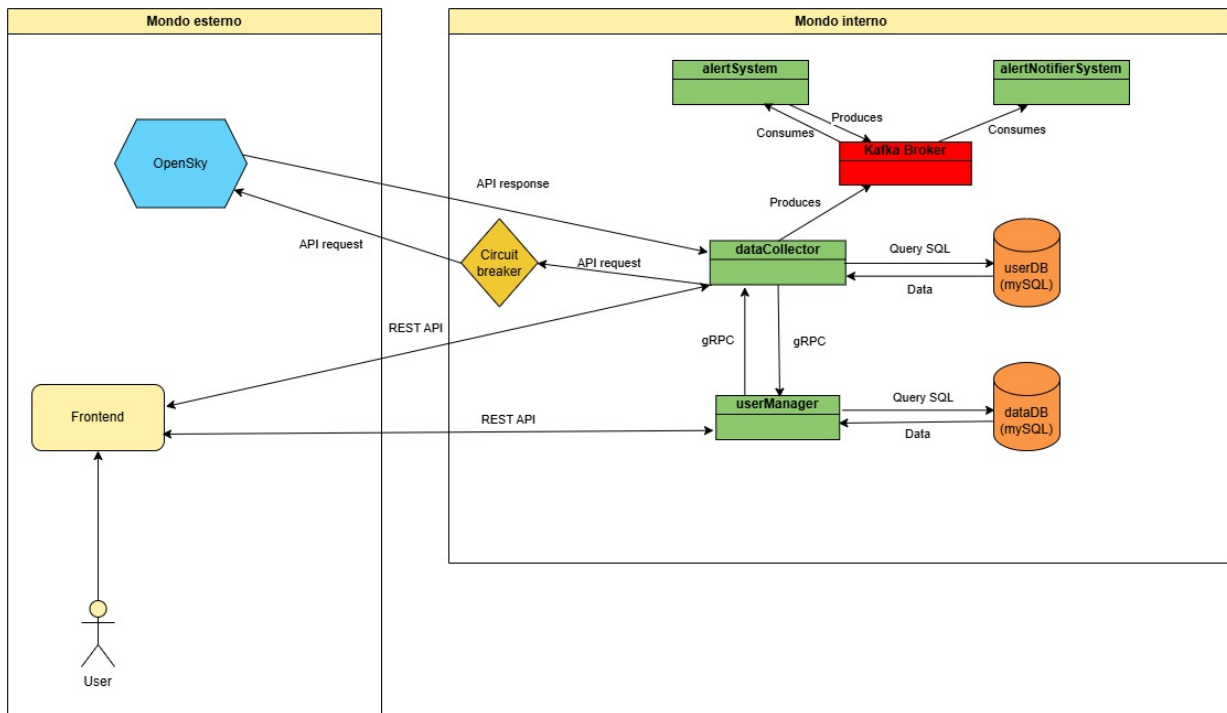 Mondo esterno
Mondo interno
alertSystem
alertNotifierSystem
Produces
Consumes
Consumes
Kafka Broker
OpenSky
API response
Produces
API request
Circuit
breaker
API request
dataCollector
Query SQL
Data
userDB
(mySQL)
REST API
gRPC
gRPC
Frontend
REST API
userManager
Query SQL
Data
dataDB
(mySQL)
User